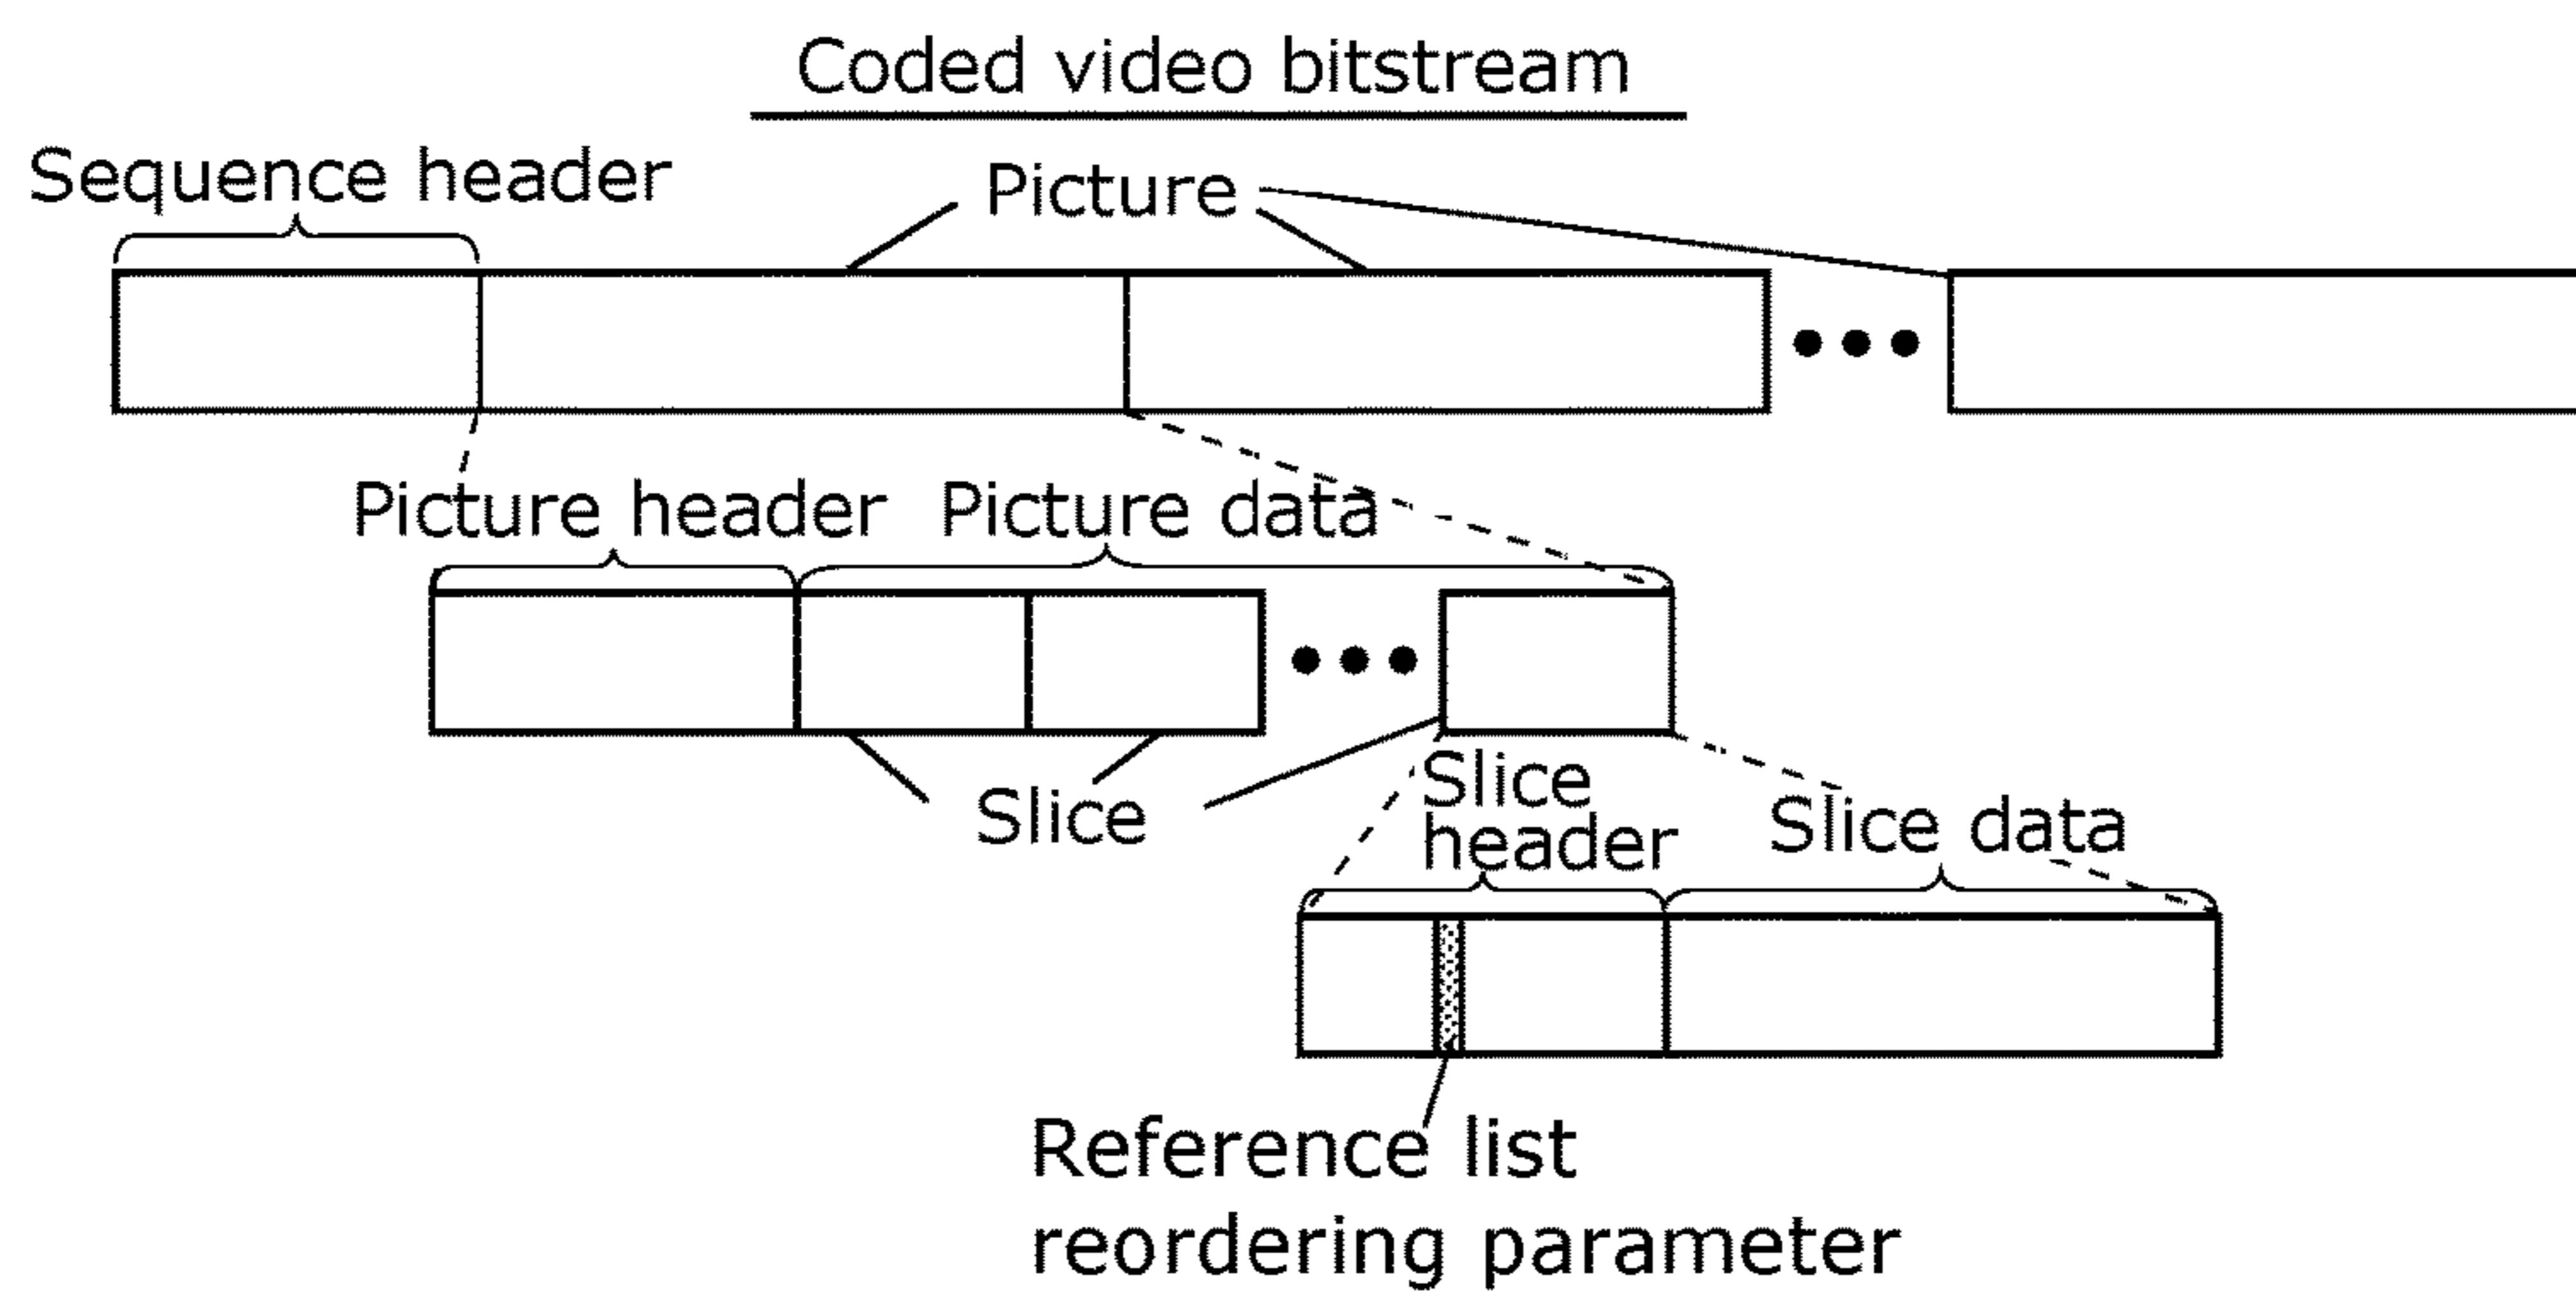 Coded video bitstream
Sequence header
Picture
Picture header
Picture data
Slice
Slice
header
Slice data
Reference list
reordering parameter